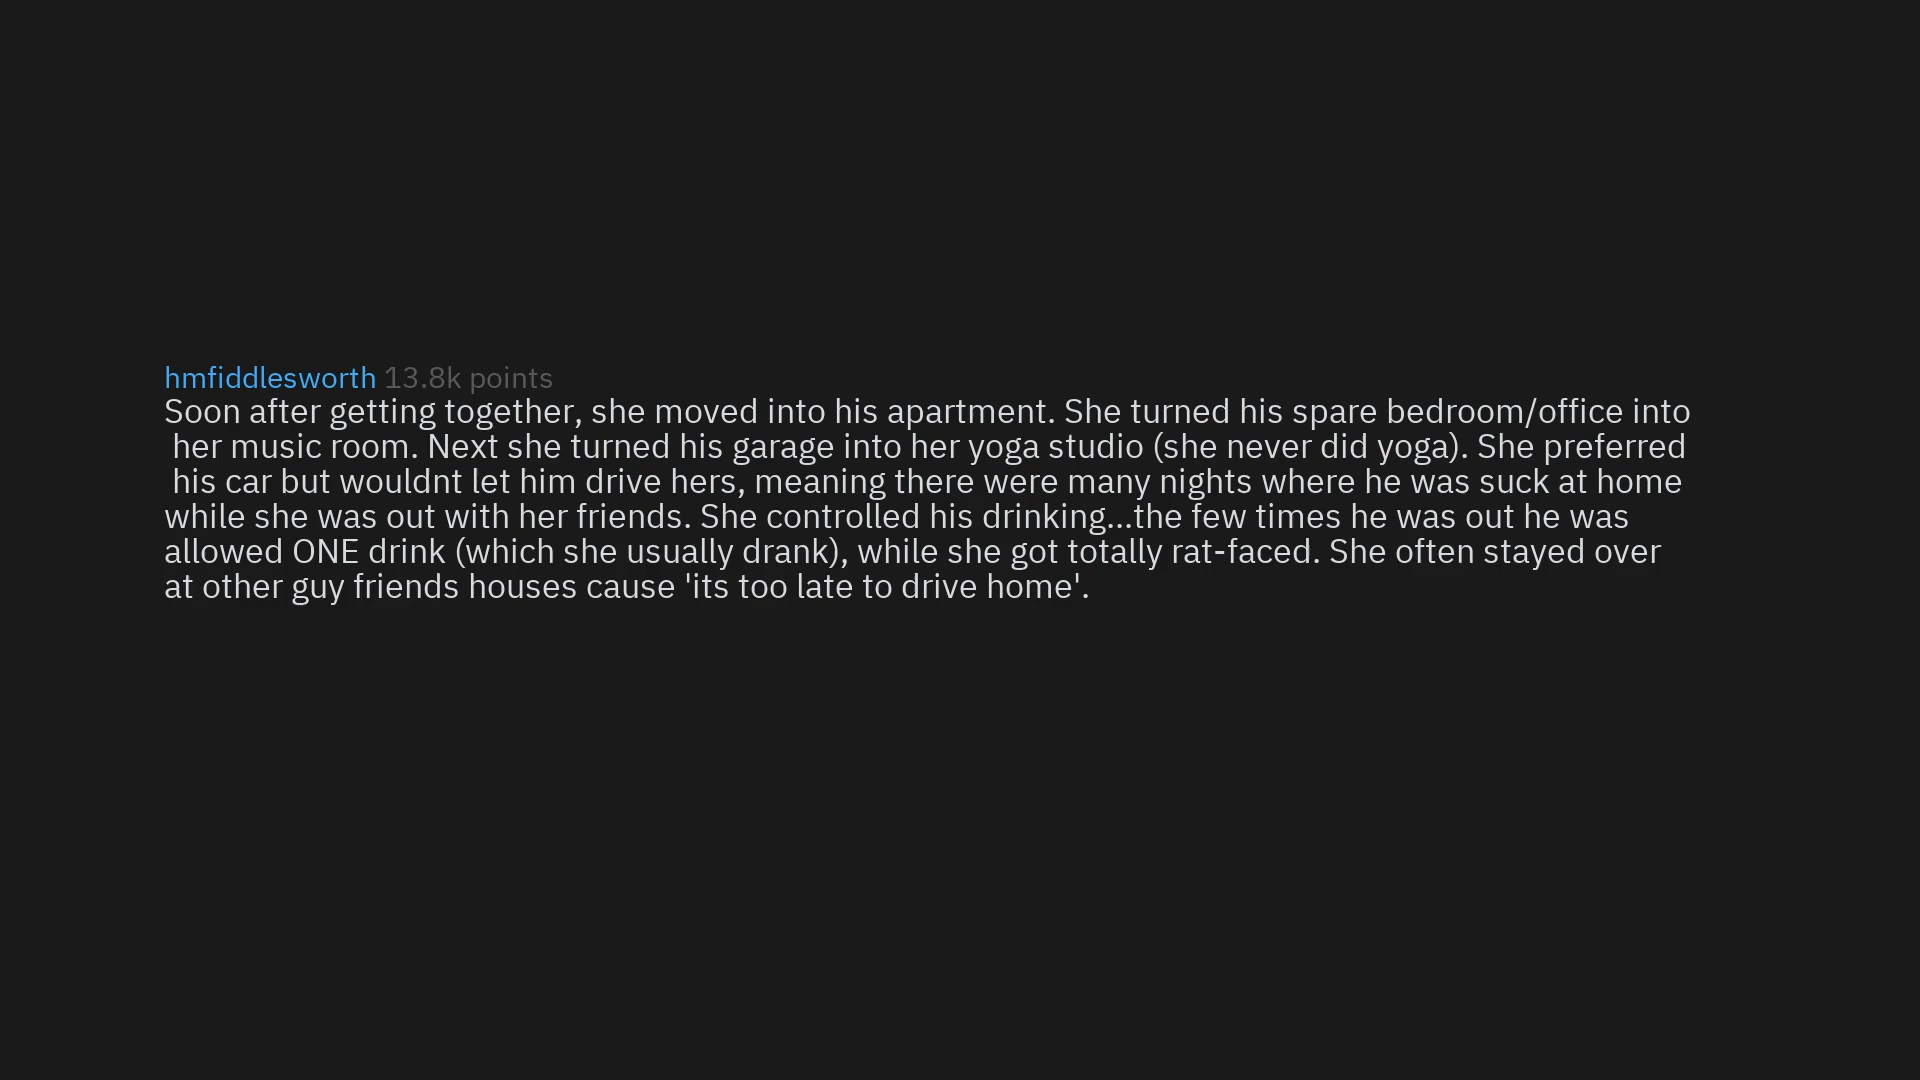 hmfiddlesworth 13.8k points
Soon after getting together, she moved into his apartment. She turned his spare bedroom/office into
her music room. Next she turned his garage into her yoga studio (she never did yoga). She preferred
his car but wouldnt let him drive hers, meaning there were many nights where he was suck at home
while she was out with her friends. She controlled his drinking...the few times he was out he was
allowed ONE drink (which she usually drank), while she got totally rat-faced. She often stayed over
at other guy friends houses cause 'its too late to drive home'.